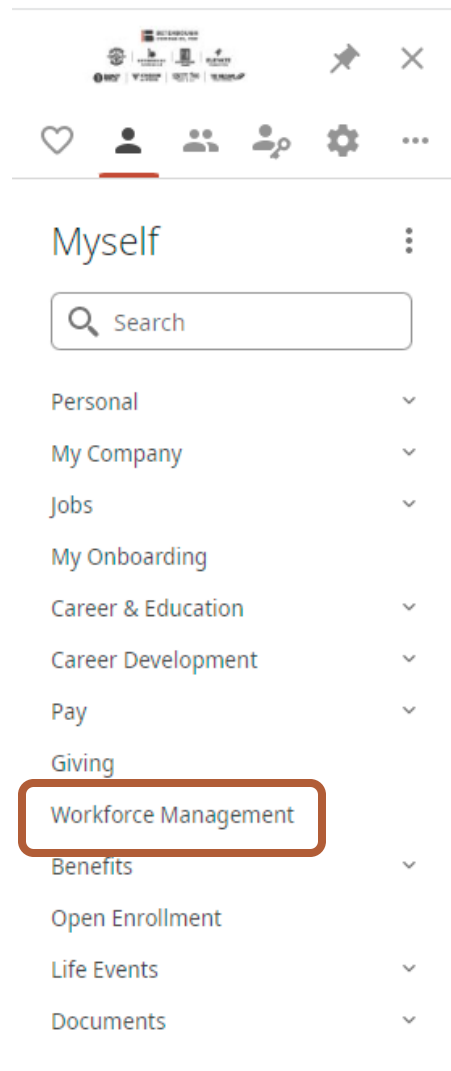 Myself
Search
Personal
My Company
Jobs
My Onboarding
Career & Education
Career Development
Pay
Giving
Workforce Management
Benefits
Open Enrollment
Life Events
Documents